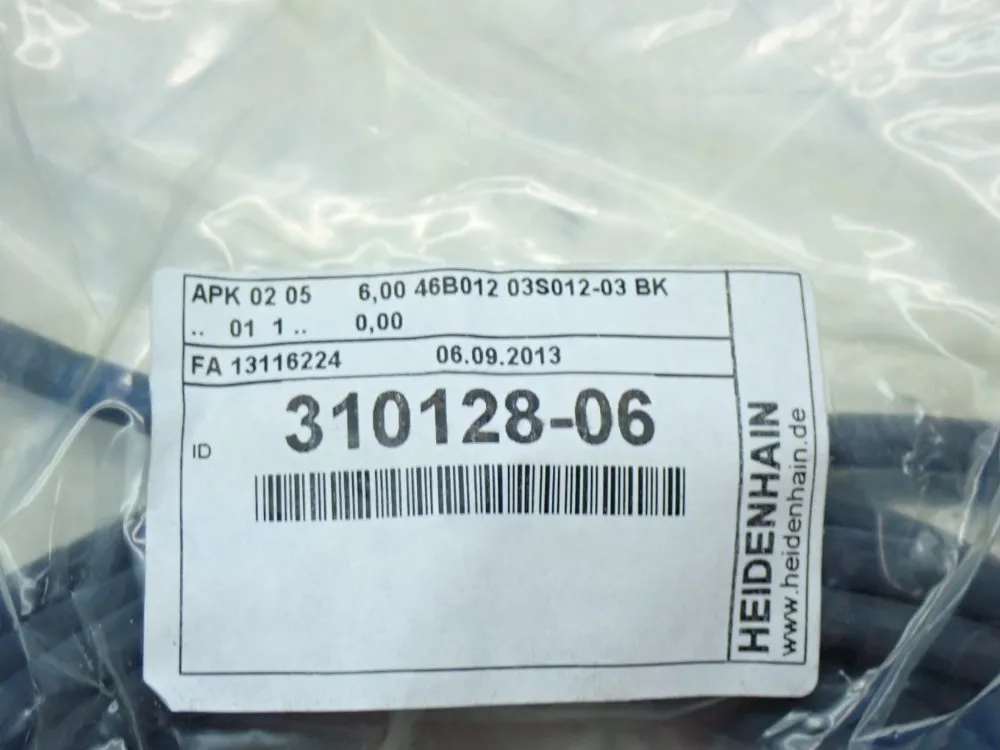 APK 02 05 6,00 46B012 03S012-03 BK
.. 01 1 .. 0,00
FA 13116224 06.09.2013
ID 310128-06
HEIDENHAIN
www.heidenhain.de